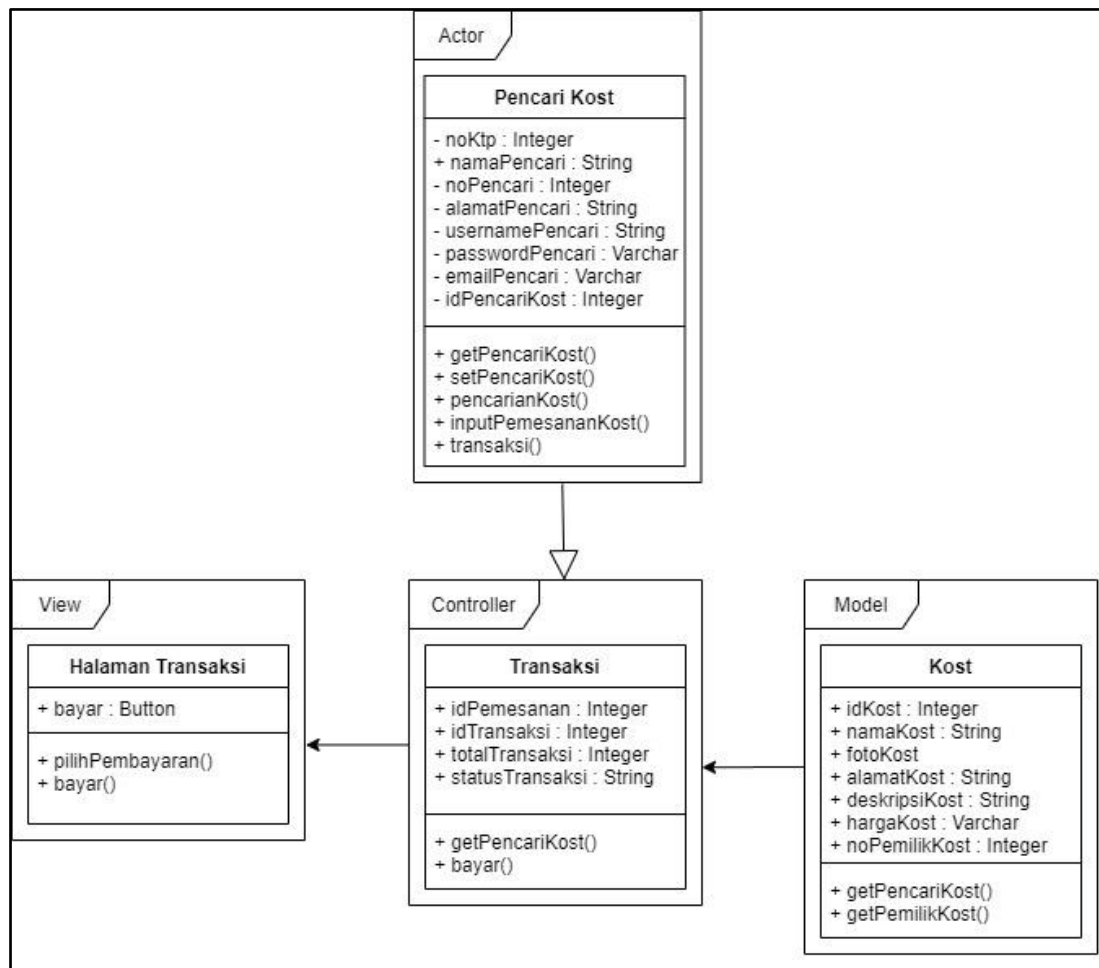 Actor
Pencari Kost
- noKtp : Integer
+ namaPencari : String
- noPencari : Integer
- alamatPencari : String
- usernamePencari : String
- passwordPencari : Varchar
- emailPencari : Varchar
- idPencariKost : Integer
+ getPencariKost()
+ setPencariKost()
+ pencarianKost()
+ inputPemesananKost()
+ transaksi()
View
Halaman Transaksi
+ bayar : Button
+ pilihPembayaran()
+ bayar()
Controller
Transaksi
+ idPemesanan : Integer
+ idTransaksi : Integer
+ totalTransaksi : Integer
+ statusTransaksi : String
+ getPencariKost()
+ bayar()
Model
Kost
+ idKost : Integer
+ namaKost : String
+ fotoKost
+ alamatKost : String
+ deskripsiKost : String
+ hargaKost : Varchar
+ noPemilikKost : Integer
+ getPencariKost()
+ getPemilikKost()